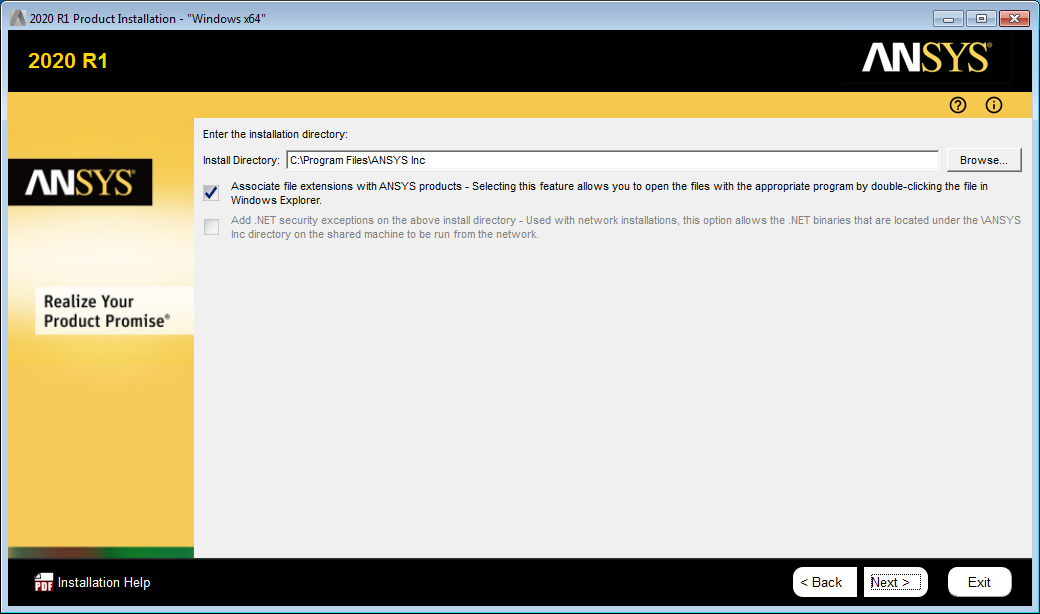 2020 R1 Product Installation - "Windows x64"
2020 R1
ANSYS®
Enter the installation directory:
Install Directory: C:\Program Files\ANSYS Inc Browse...
ANSYS®
Associate file extensions with ANSYS products - Selecting this feature allows you to open the files with the appropriate program by double-clicking the file in
Windows Explorer.
Add .NET security exceptions on the above install directory - Used with network installations, this option allows the .NET binaries that are located under the \ANSYS
Inc directory on the shared machine to be run from the network.
Realize Your
Product Promise®
PDF Installation Help
< Back Next > Exit